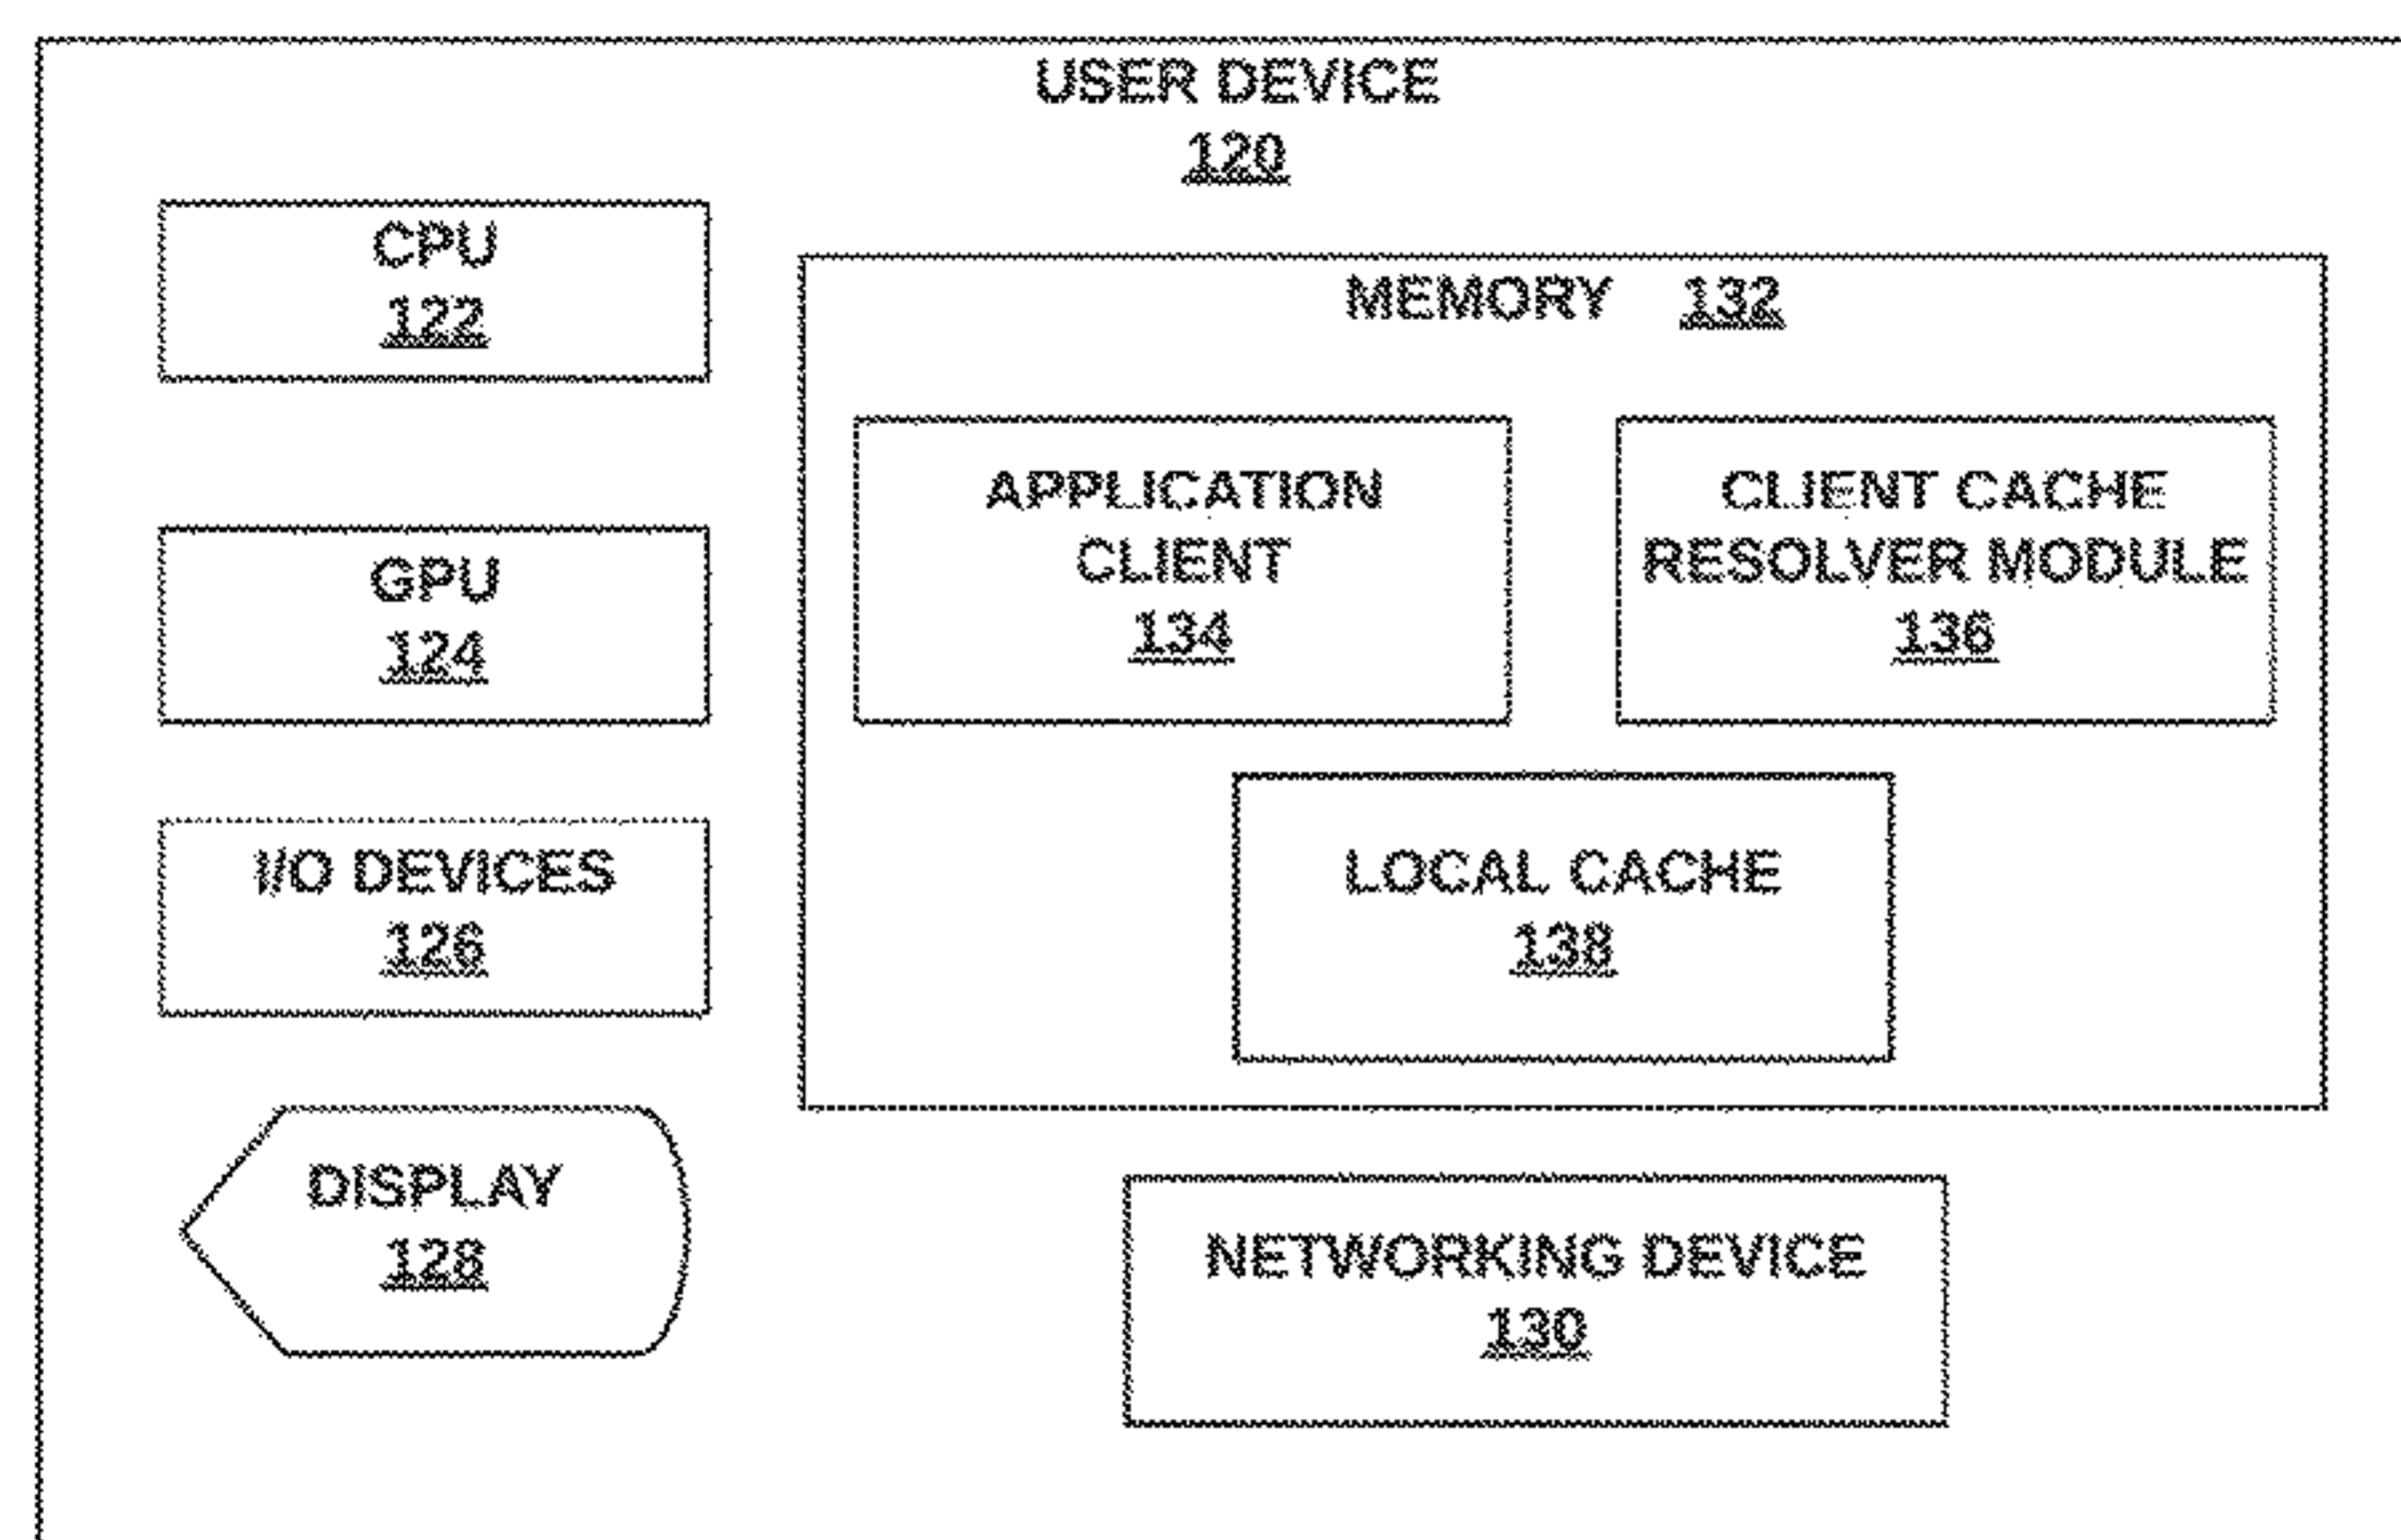 USER DEVICE
120
CPU
122
GPU
124
I/O DEVICES
126
DISPLAY
128
MEMORY 132
APPLICATION
CLIENT
134
CLIENT CACHE
RESOLVER MODULE
136
LOCAL CACHE
138
NETWORKING DEVICE
130